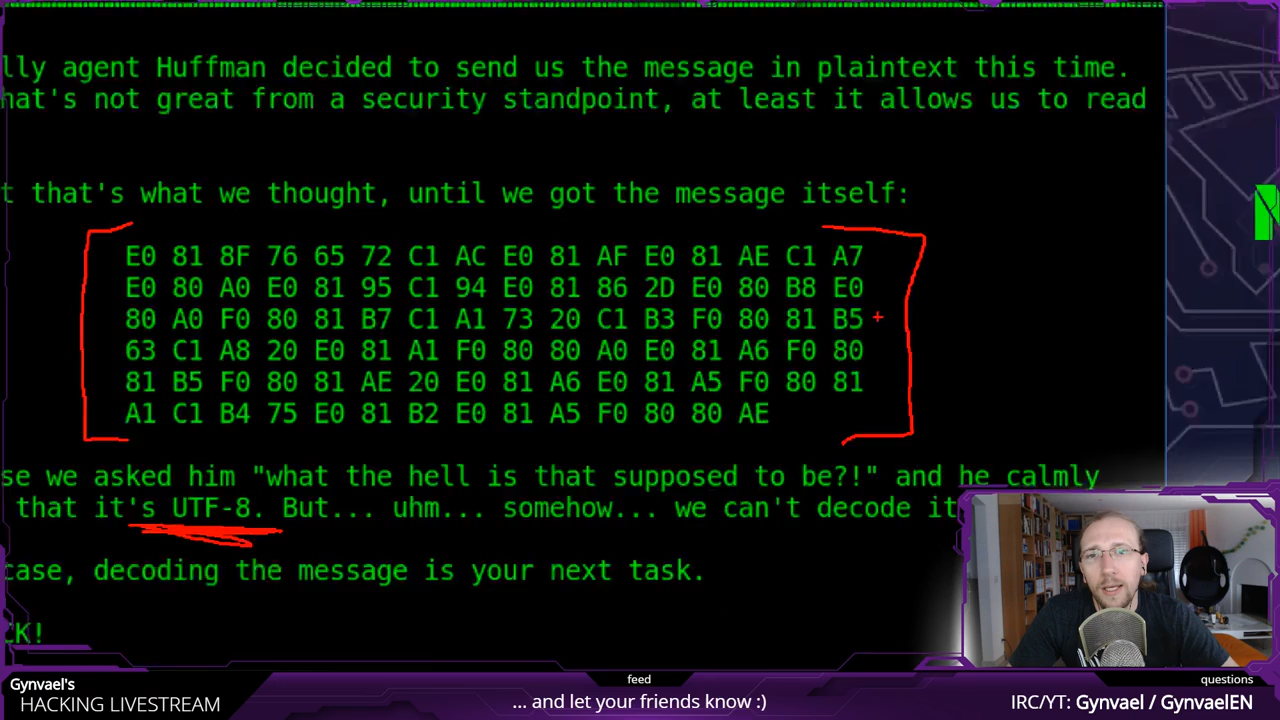 lly agent Huffman decided to send us the message in plaintext this time.
hat's not great from a security standpoint, at least it allows us to read
t that's what we thought, until we got the message itself:
E0 81 8F 76 65 72 C1 AC E0 81 AF E0 81 AE C1 A7
E0 80 A0 E0 81 95 C1 94 E0 81 86 2D E0 80 B8 E0
80 A0 F0 80 81 B7 C1 A1 73 20 C1 B3 F0 80 81 B5 +
63 C1 A8 20 E0 81 A1 F0 80 80 A0 E0 81 A6 F0 80
81 B5 F0 80 81 AE 20 E0 81 A6 E0 81 A5 F0 80 81
A1 C1 B4 75 E0 81 B2 E0 81 A5 F0 80 80 AE
se we asked him "what the hell is that supposed to be?!" and he calmly
that it's UTF-8. But... uhm... somehow... we can't decode it
case, decoding the message is your next task.
CK!
Gynvael's
HACKING LIVESTREAM
feed
... and let your friends know :)
questions
IRC/YT: Gynvael / GynvaelEN